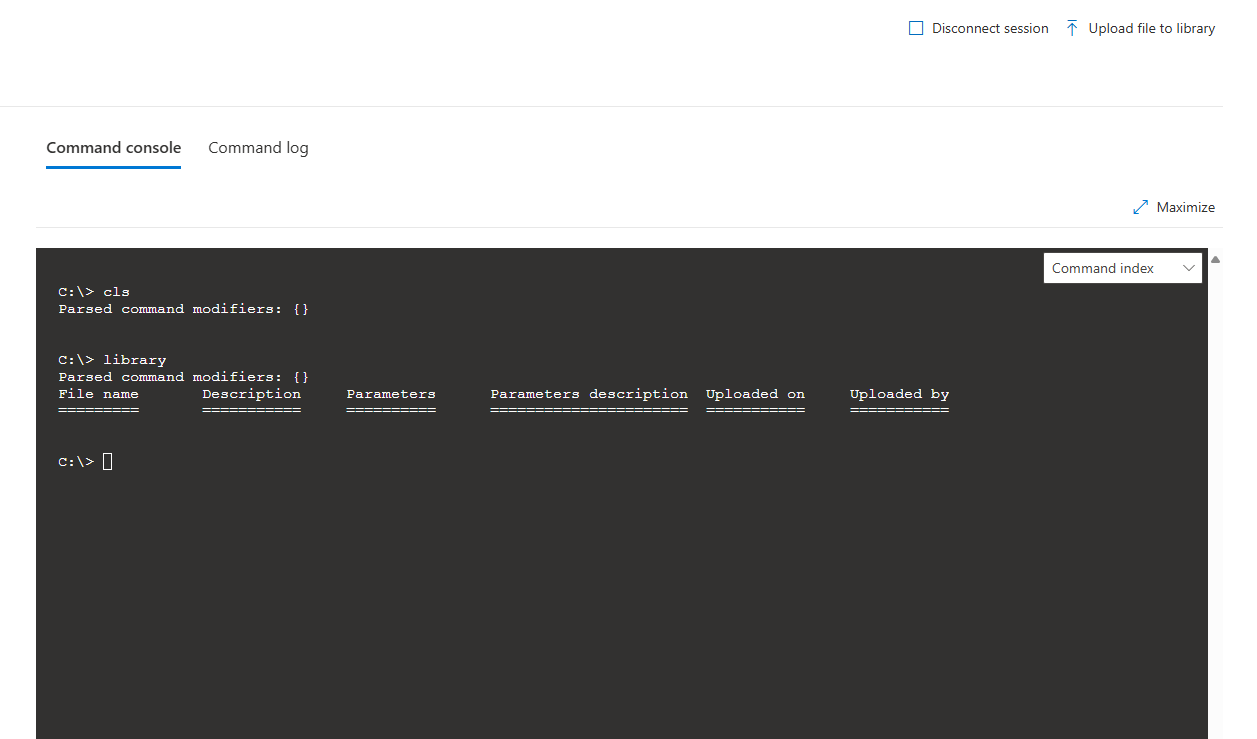 Disconnect session Upload file to library
Command console Command log
Maximize
Command index
C:\> cls
Parsed command modifiers: {}
C:\> library
Parsed command modifiers: {}
File name Description Parameters Parameters description Uploaded on Uploaded by
========= =========== ========== ====================== =========== ===========
C:\>